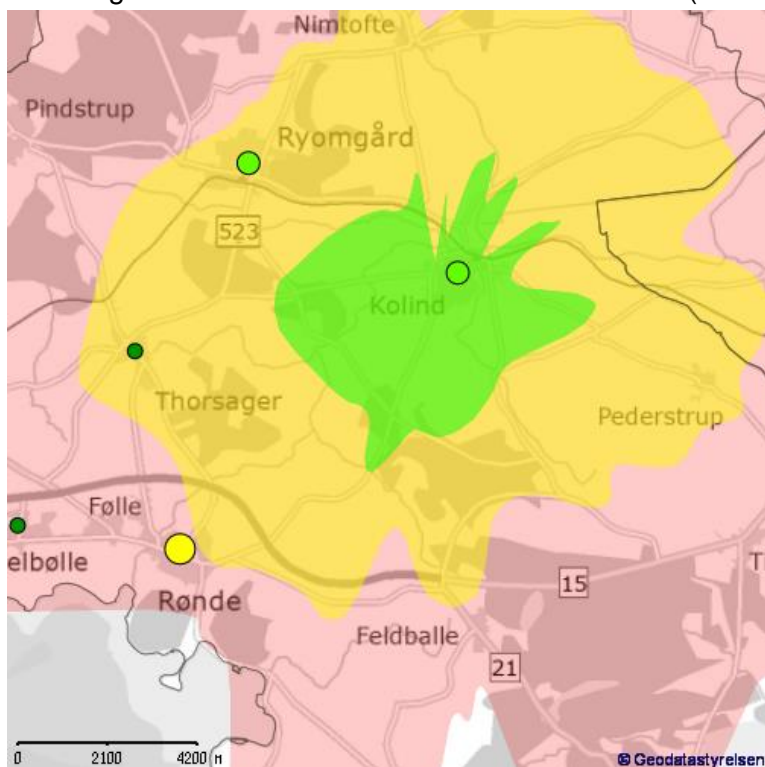 Nimtofte
Pindstrup
Ryomgård
523
Kolind
Thorsager
Pederstrup
Følle
elbølle
15
Rønde
Feldballe
21
0 2100 4200 M
© Geodatastyrelsen